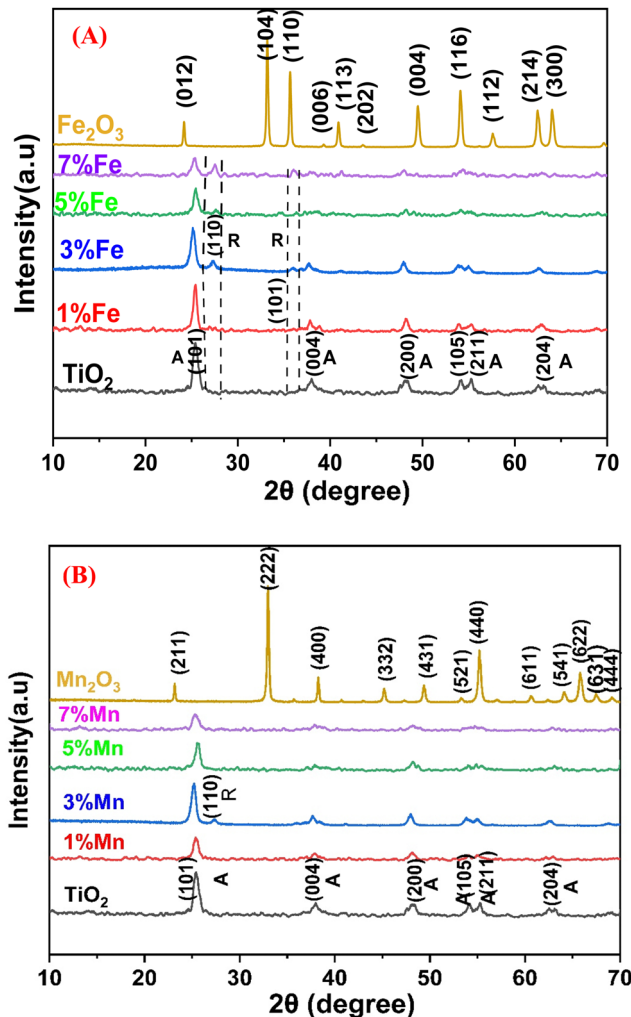 (A)
(012)
(104)
(110)
(006)
(113)
(202)
(004)
(116)
(112)
(214)
(300)
Fe2O3
7%Fe
5%Fe
3%Fe
1%Fe
TiO2
(110)
R
R
(101)
A
(101)
(004)
A
(200)
A
(105)
(211)
A
(204)
A
Intensity(a.u)
10 20 30 40 50 60 70
2θ (degree)
(B)
(211)
(222)
(400)
(332)
(431)
(521)
(440)
(611)
(541)
(622)
(631)
(444)
Mn2O3
7%Mn
5%Mn
3%Mn
1%Mn
TiO2
(110)
R
(101)
A
(004)
A
(200)
A
A
(105)
A
(211)
(204)
A
Intensity(a.u)
10 20 30 40 50 60 70
2θ (degree)